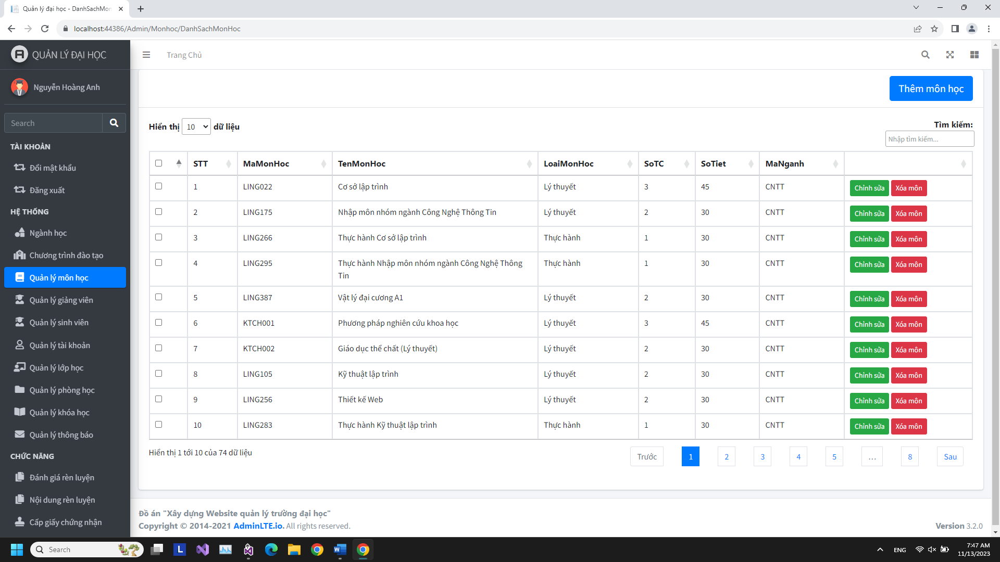 Quản lý đại học - DanhSachMon
localhost:44386/Admin/Monhoc/DanhSachMonHoc
QUẢN LÝ ĐẠI HỌC
Trang Chủ
Nguyễn Hoàng Anh
Search
TÀI KHOẢN
Đổi mật khẩu
Đăng xuất
HỆ THỐNG
Ngành học
Chương trình đào tạo
Quản lý môn học
Quản lý giảng viên
Quản lý sinh viên
Quản lý tài khoản
Quản lý lớp học
Quản lý phòng học
Quản lý khóa học
Quản lý thông báo
CHỨC NĂNG
Đánh giá rèn luyện
Nội dung rèn luyện
Cấp giấy chứng nhận
Thêm môn học
Hiển thị 10 dữ liệu
Tìm kiếm:
Nhập tìm kiếm...
STT MaMonHoc TenMonHoc LoaiMonHoc SoTC SoTiet MaNganh
1 LING022 Cơ sở lập trình Lý thuyết 3 45 CNTT Chỉnh sửa Xóa môn
2 LING175 Nhập môn nhóm ngành Công Nghệ Thông Tin Lý thuyết 2 30 CNTT Chỉnh sửa Xóa môn
3 LING266 Thực hành Cơ sở lập trình Thực hành 1 30 CNTT Chỉnh sửa Xóa môn
4 LING295 Thực hành Nhập môn nhóm ngành Công Nghệ Thông Thực hành 1 30 CNTT Chỉnh sửa Xóa môn
Tin
5 LING387 Vật lý đại cương A1 Lý thuyết 2 30 CNTT Chỉnh sửa Xóa môn
6 KTCH001 Phương pháp nghiên cứu khoa học Lý thuyết 3 45 CNTT Chỉnh sửa Xóa môn
7 KTCH002 Giáo dục thể chất (Lý thuyết) Lý thuyết 2 30 CNTT Chỉnh sửa Xóa môn
8 LING105 Kỹ thuật lập trình Lý thuyết 2 30 CNTT Chỉnh sửa Xóa môn
9 LING256 Thiết kế Web Lý thuyết 2 30 CNTT Chỉnh sửa Xóa môn
10 LING283 Thực hành Kỹ thuật lập trình Thực hành 1 30 CNTT Chỉnh sửa Xóa môn
Hiển thị 1 tới 10 của 74 dữ liệu
Trước 1 2 3 4 5 … 8 Sau
Đồ án "Xây dựng Website quản lý trường đại học"
Copyright © 2014-2021 AdminLTE.io. All rights reserved.
Version 3.2.0
Search
L
ENG
7:47 AM
11/13/2023